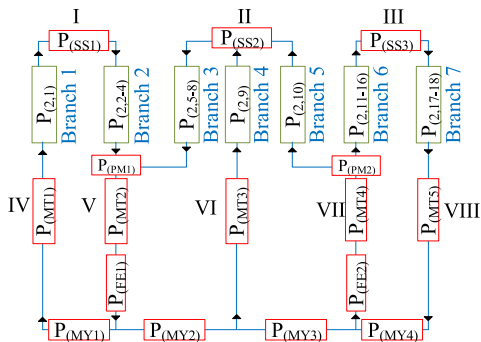 I II III
P(SS1) P(SS2) P(SS3)
P(2,1) Branch 1 P(2,2-4) Branch 2 P(2,5-8) Branch 3 P(2,9) Branch 4 P(2,10) Branch 5 P(2,11-16) Branch 6 P(2,17-18) Branch 7
P(PM1) P(PM2)
IV P(MT1) V P(MT2) VI P(MT3) VII P(MT4) P(MT5) VIII
P(FE1) P(FE2)
P(MY1) P(MY2) P(MY3) P(MY4)